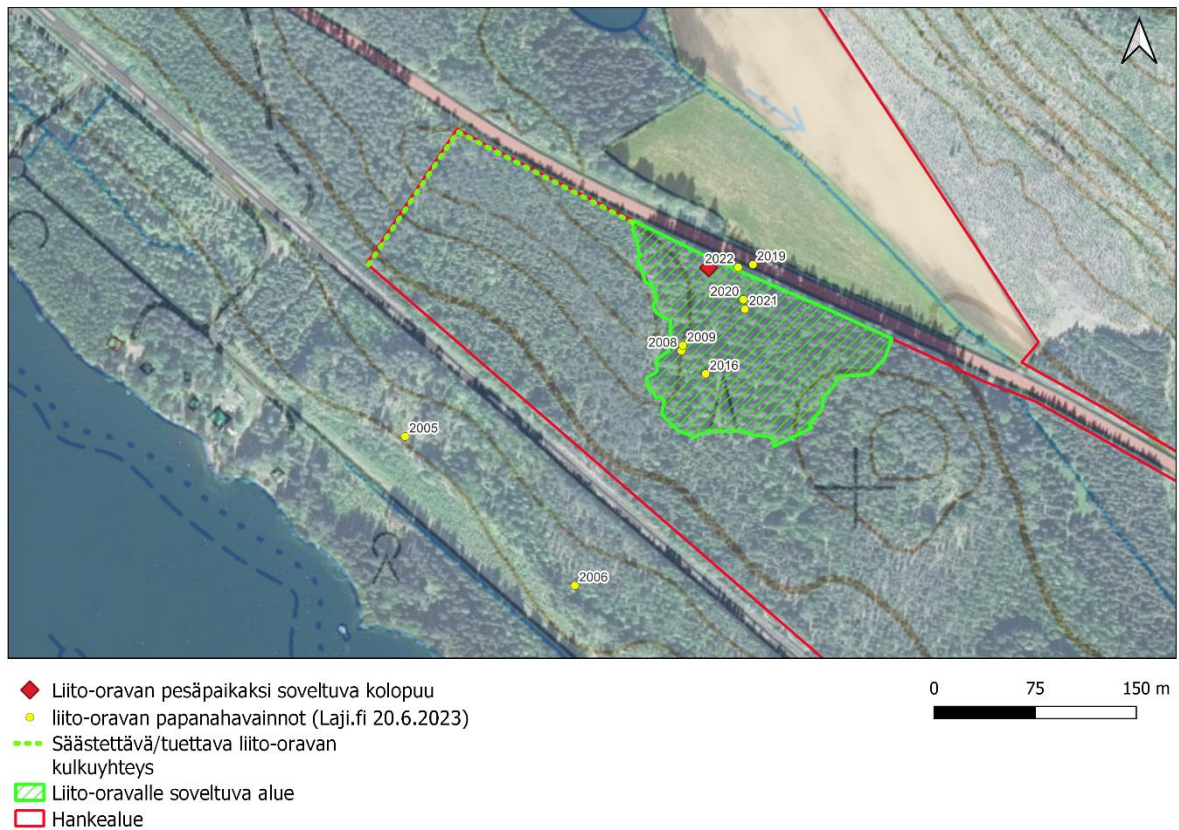 2022
2019
2020
2021
2009
2008
2016
2005
2006
Liito-oravan pesäpaikaksi soveltuva kolopuu
liito-oravan papanahavainnot (Laji.fi 20.6.2023)
Säästettävä/tuettava liito-oravan
kulkuyhteys
Liito-oravalle soveltuva alue
Hankealue
0 75 150 m